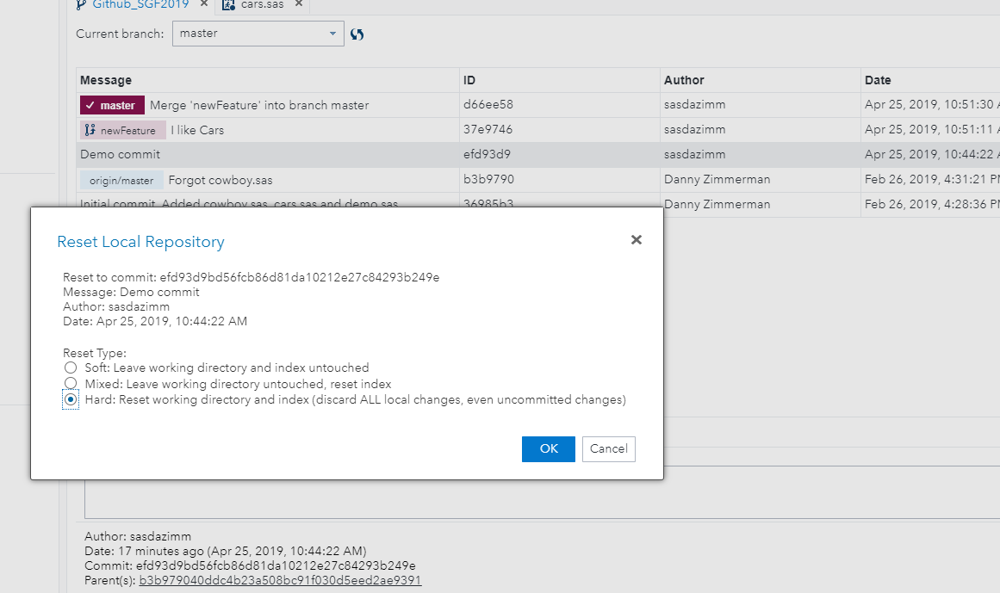 Github_SGF2019 × cars.sas ×
Current branch: master
Message ID Author Date
master Merge 'newFeature' into branch master d66ee58 sasdazimm Apr 25, 2019, 10:51:30
newFeature I like Cars 37e9746 sasdazimm Apr 25, 2019, 10:51:11
Demo commit efd93d9 sasdazimm Apr 25, 2019, 10:44:22
origin/master Forgot cowboy.sas b3b9790 Danny Zimmerman Feb 26, 2019, 4:31:21 PM
Initial commit. Added cowboy.sas, cars.sas and demo.sas 36985b3 Danny Zimmerman Feb 26, 2019, 4:28:36 PM
Reset Local Repository
Reset to commit: efd93d9bd56fcb86d81da10212e27c84293b249e
Message: Demo commit
Author: sasdazimm
Date: Apr 25, 2019, 10:44:22 AM
Reset Type:
Soft: Leave working directory and index untouched
Mixed: Leave working directory untouched, reset index
Hard: Reset working directory and index (discard ALL local changes, even uncommitted changes)
OK Cancel
Author: sasdazimm
Date: 17 minutes ago (Apr 25, 2019, 10:44:22 AM)
Commit: efd93d9bd56fcb86d81da10212e27c84293b249e
Parent(s): b3b979040ddc4b23a508bc91f030d5eed2ae9391